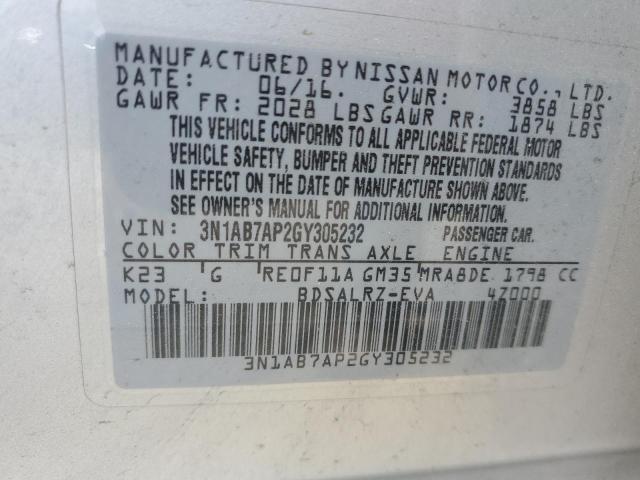 MANUFACTURED BY NISSAN MOTOR CO., LTD.
DATE: 06/16. GVWR: 3858 LBS
GAWR FR: 2028 LBS GAWR RR: 1874 LBS
THIS VEHICLE CONFORMS TO ALL APPLICABLE FEDERAL MOTOR
VEHICLE SAFETY, BUMPER AND THEFT PREVENTION STANDARDS
IN EFFECT ON THE DATE OF MANUFACTURE SHOWN ABOVE.
SEE OWNER'S MANUAL FOR ADDITIONAL INFORMATION.
VIN: 3N1AB7AP2GY305232 PASSENGER CAR.
COLOR TRIM TRANS AXLE ENGINE
K23 G RE0F11A GM35 MRA8DE 1798 CC
MODEL: BDSALRZ-EVA 4Z000
3N1AB7AP2GY305232